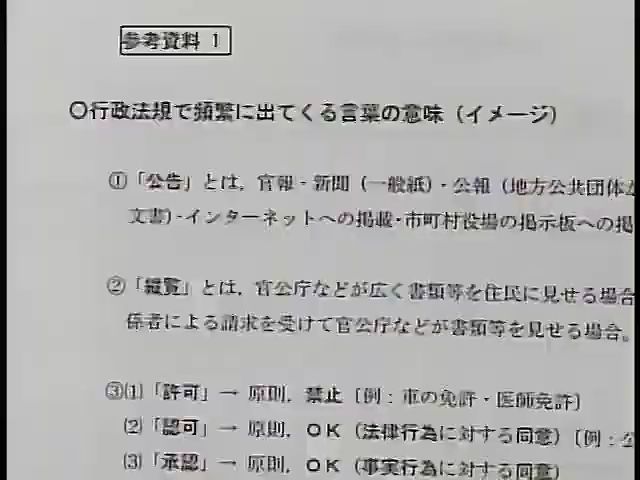 参考資料 1
〇行政法規で頻繁に出てくる言葉の意味(イメージ)
①「公告」とは,官報・新聞(一般紙)・公報(地方公共団体が
文書)・インターネットへの掲載・市町村役場の掲示板への掲
②「縦覧」とは,官公庁などが広く書類等を住民に見せる場合
係者による請求を受けて官公庁などが書類等を見せる場合。
③⑴「許可」→ 原則,禁止〔例:車の免許・医師免許〕
⑵「認可」→ 原則,OK(法律行為に対する同意)〔例:公
⑶「承認」→ 原則,OK(事実行為に対する同意)